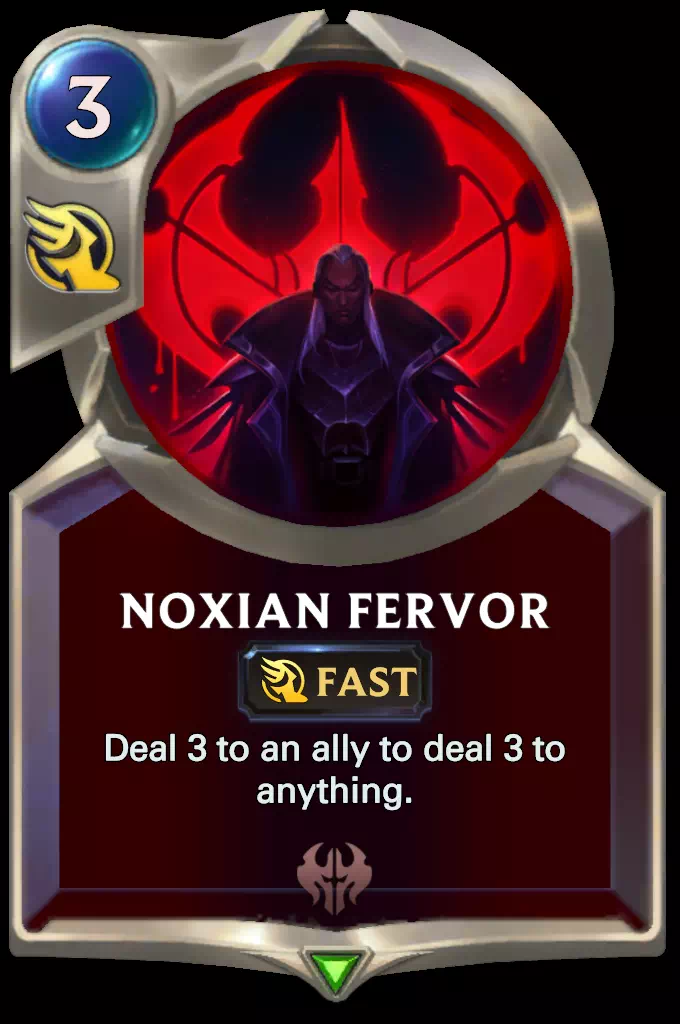 3
NOXIAN FERVOR
FAST
Deal 3 to an ally to deal 3 to
anything.